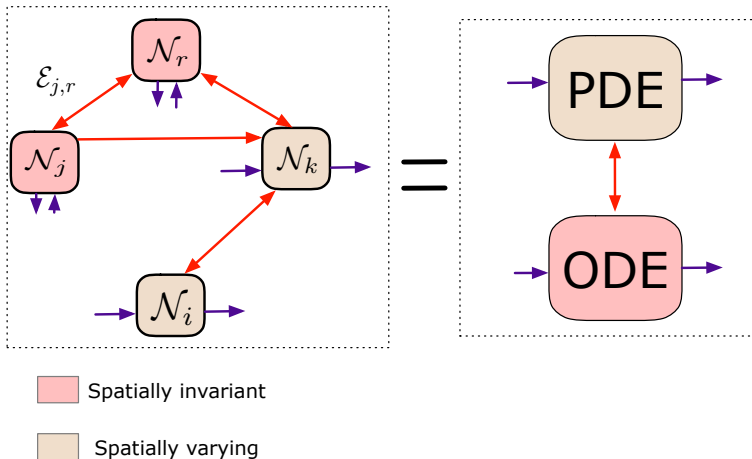 𝒩_r
ℰ_{j,r}
𝒩_j
𝒩_k
𝒩_i
=
PDE
ODE
Spatially invariant
Spatially varying